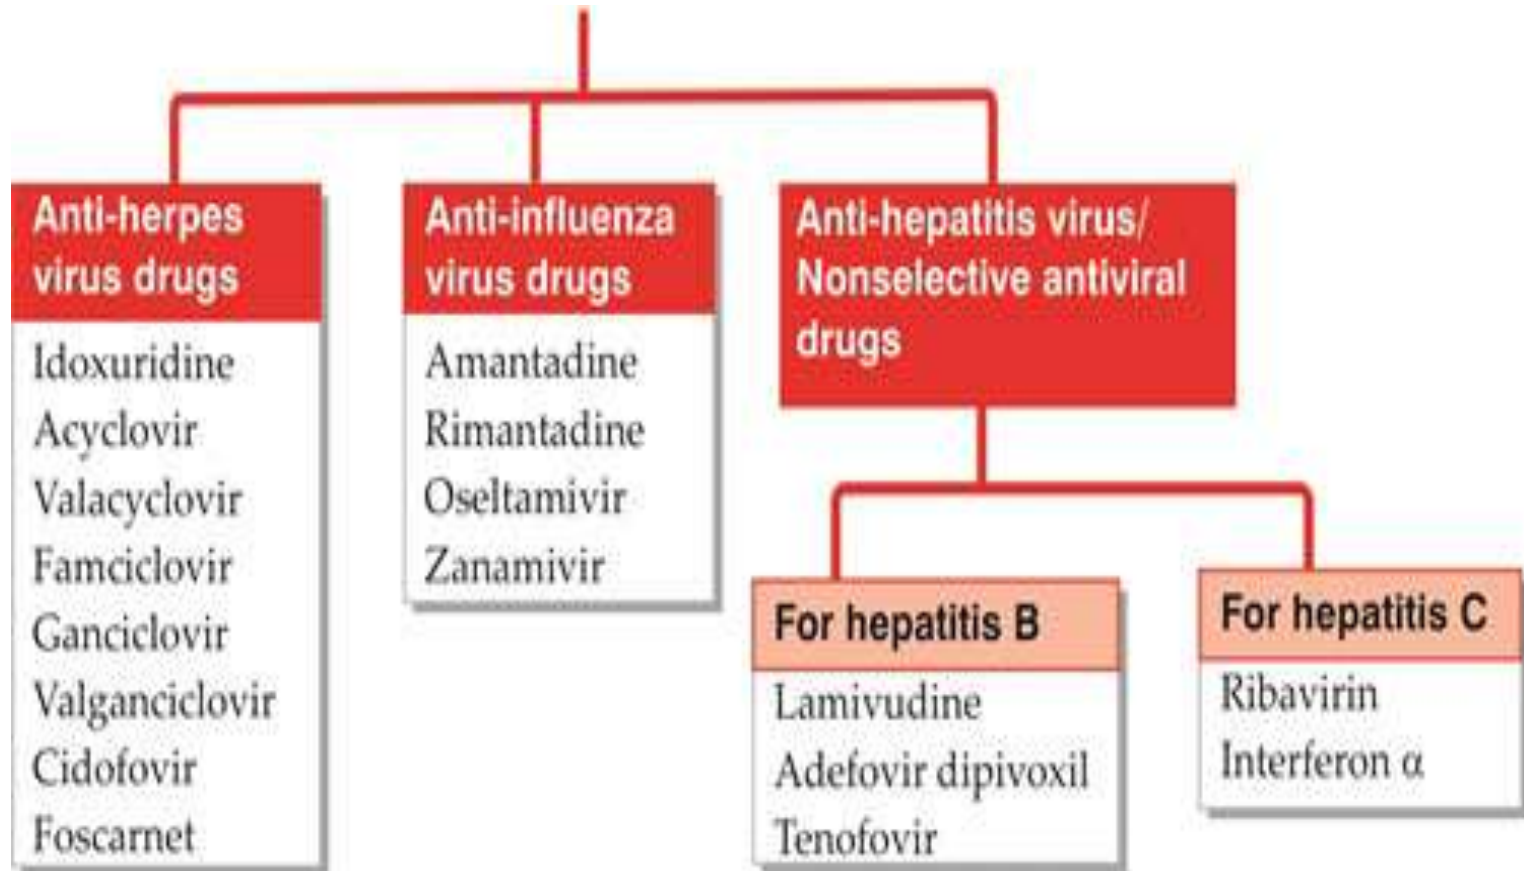 Anti-herpes
virus drugs
Idoxuridine
Acyclovir
Valacyclovir
Famciclovir
Ganciclovir
Valganciclovir
Cidofovir
Foscarnet
Anti-influenza
virus drugs
Amantadine
Rimantadine
Oseltamivir
Zanamivir
Anti-hepatitis virus/
Nonselective antiviral
drugs
For hepatitis B
Lamivudine
Adefovir dipivoxil
Tenofovir
For hepatitis C
Ribavirin
Interferon α